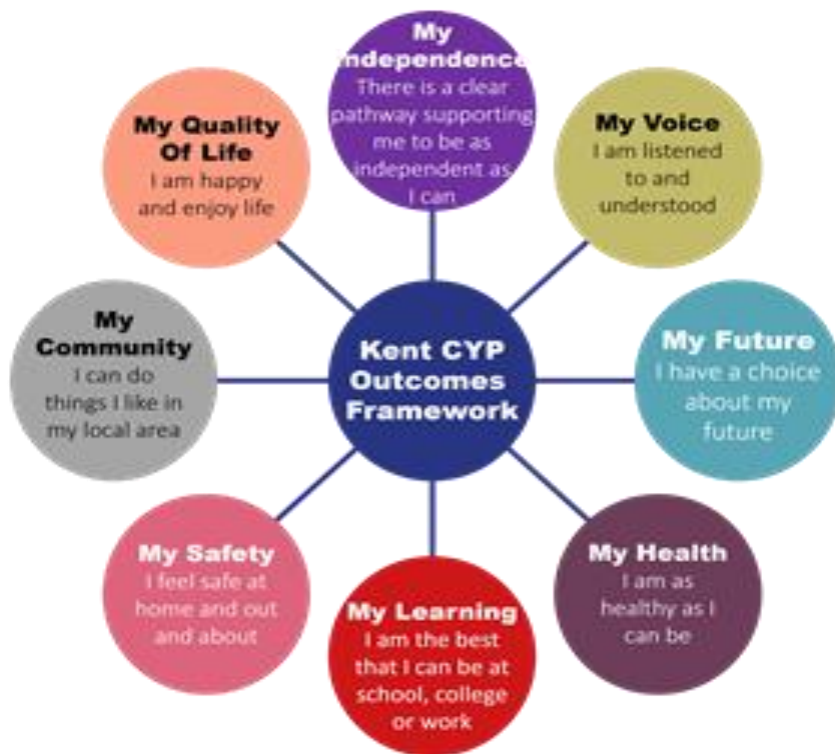 My
Independence
There is a clear
pathway supporting
me to be as
independent as
I can
My Voice
I am listened
to and
understood
My Future
I have a choice
about my
future
My Health
I am as
healthy as I
can be
My Learning
I am the best
that I can be at
school, college
or work
My Safety
I feel safe at
home and out
and about
My
Community
I can do
things I like in
my local area
My Quality
Of Life
I am happy
and enjoy life
Kent CYP
Outcomes
Framework